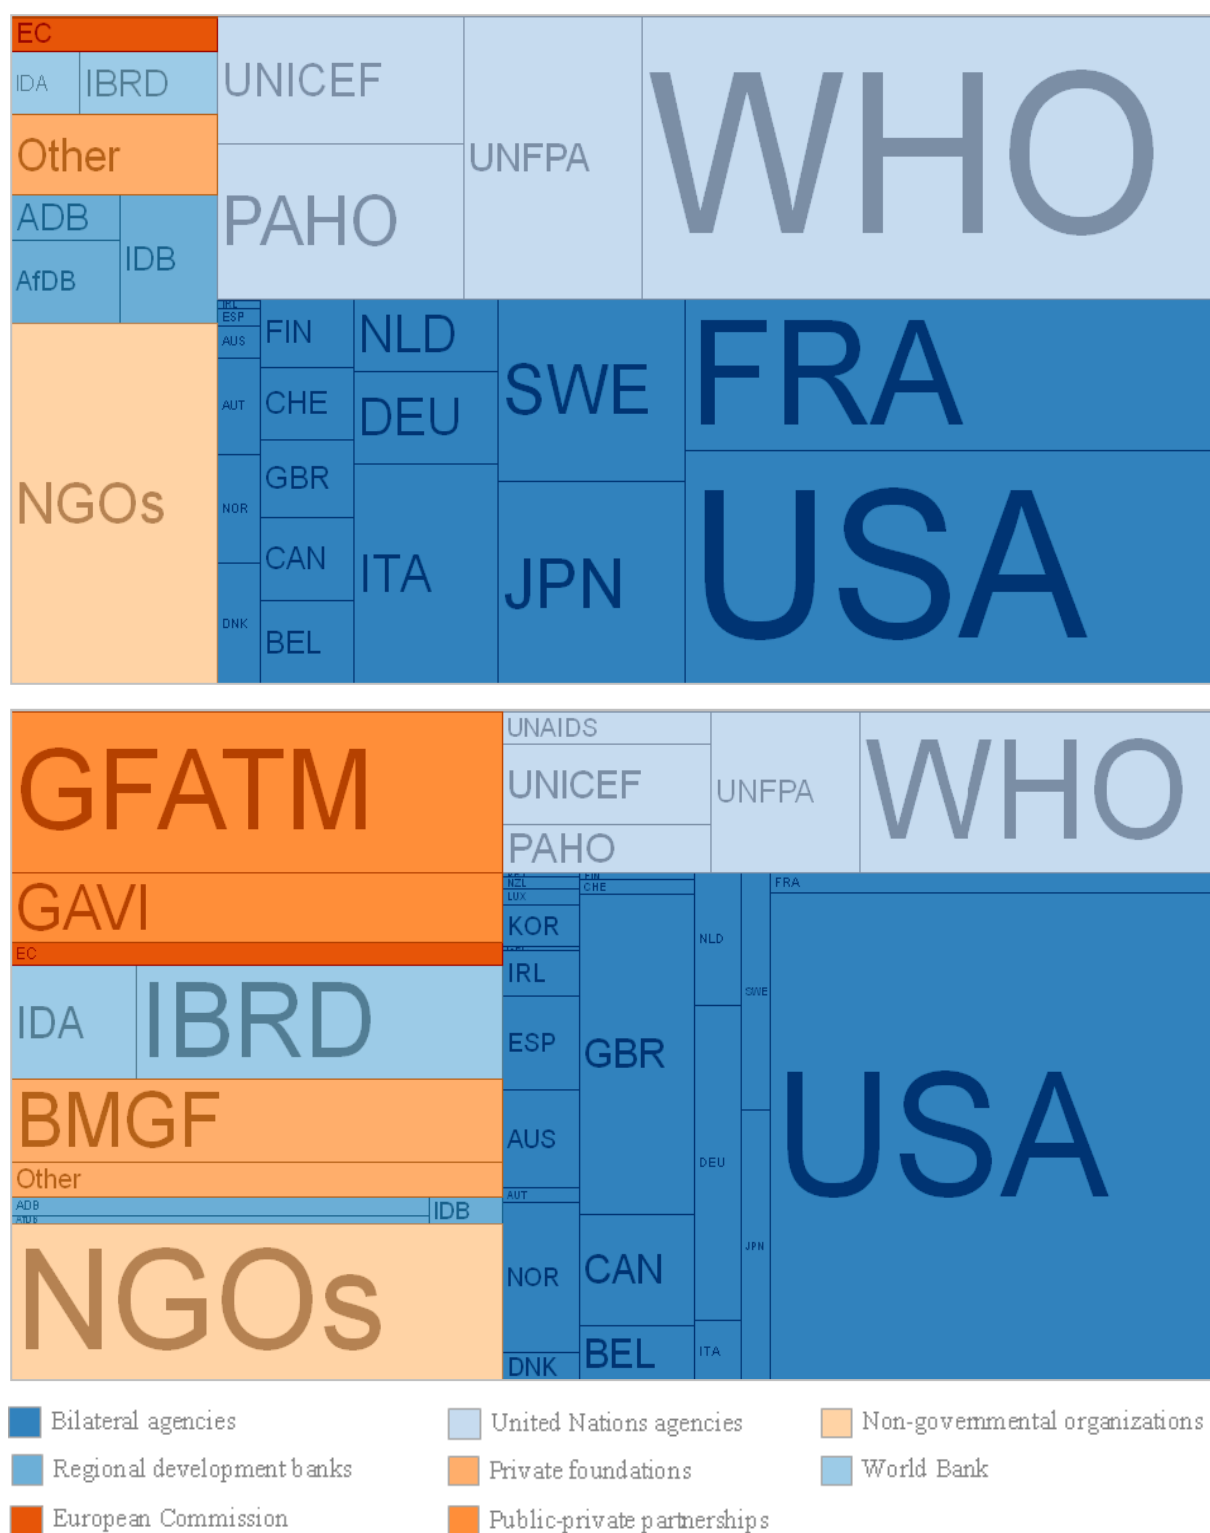 EC
IDA
IBRD
Other
ADB
AfDB
IDB
NGOs
UNICEF
PAHO
UNFPA
WHO
IRL
ESP
AUS
AUT
NOR
DNK
FIN
CHE
GBR
CAN
BEL
NLD
DEU
ITA
SWE
JPN
FRA
USA
GFATM
GAVI
EC
IDA
IBRD
BMGF
Other
ADB
AfDB
IDB
NGOs
UNAIDS
UNICEF
PAHO
UNFPA
WHO
NZL
LUX
KOR
IRL
ESP
AUS
AUT
NOR
DNK
FIN
CHE
GBR
CAN
BEL
NLD
DEU
ITA
SWE
JPN
FRA
USA
Bilateral agencies
United Nations agencies
Non-governmental organizations
Regional development banks
Private foundations
World Bank
European Commission
Public-private partnerships